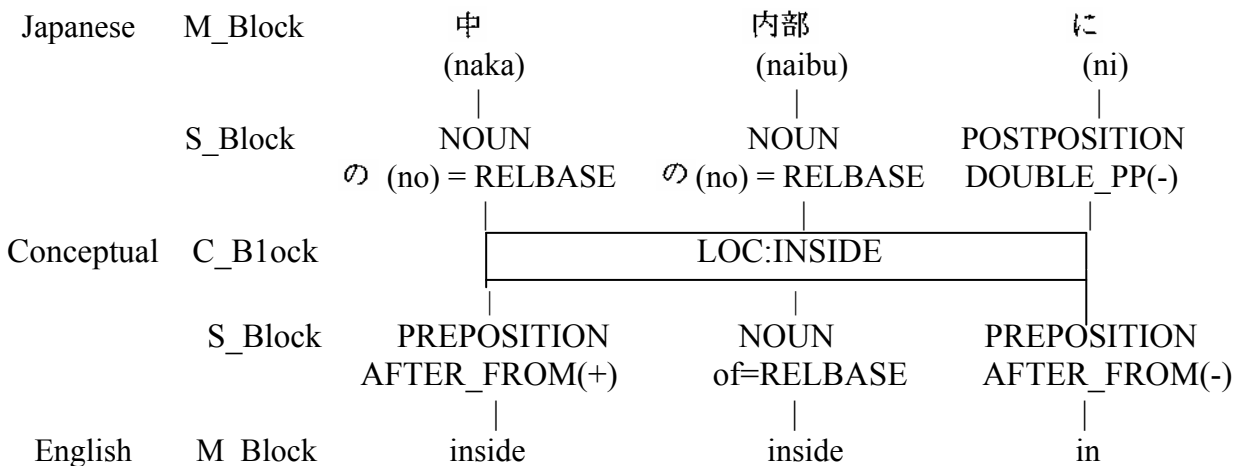 Japanese M_Block 中 内部 に
(naka) (naibu) (ni)
S_Block NOUN NOUN POSTPOSITION
の (no) = RELBASE の (no) = RELBASE DOUBLE_PP(-)
Conceptual C_B1ock LOC:INSIDE
S_Block PREPOSITION NOUN PREPOSITION
AFTER_FROM(+) of=RELBASE AFTER_FROM(-)
English M_Block inside inside in